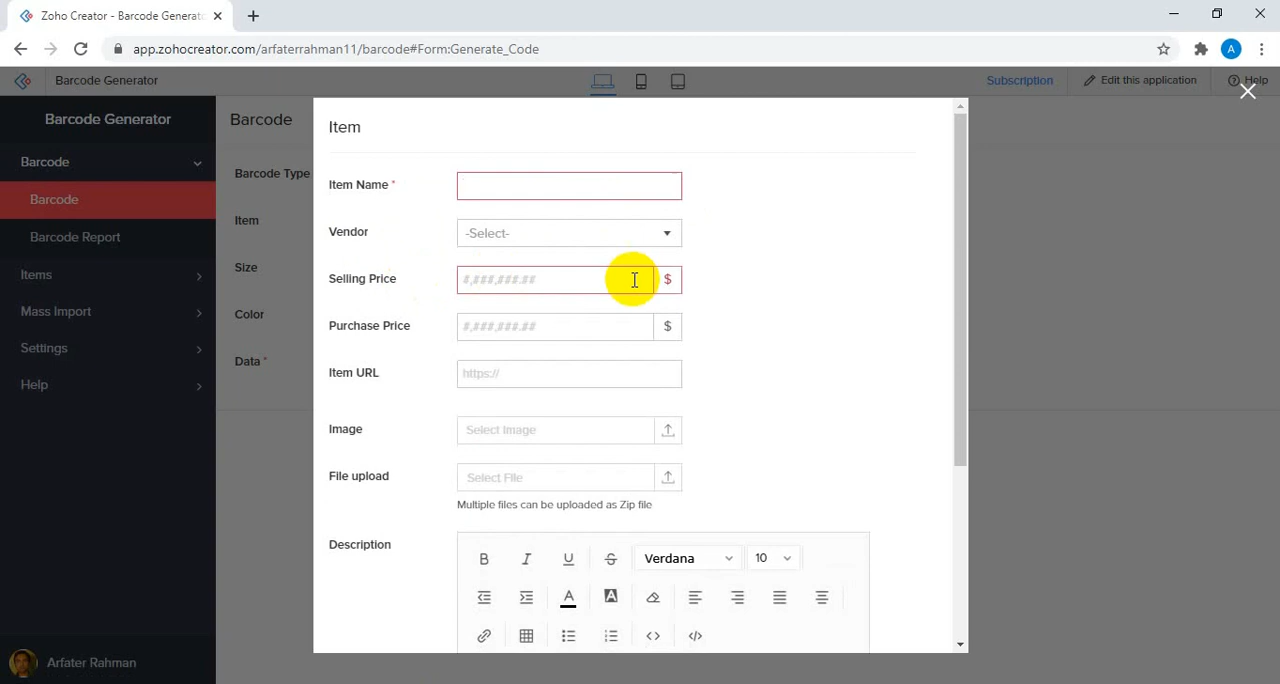 Zoho Creator - Barcode Generato
app.zohocreator.com/arfaterrahman11/barcode#Form:Generate_Code
A
Barcode Generator
Subscription
Edit this application
Help
Barcode Generator
Barcode
Barcode
Barcode Report
Items
Mass Import
Settings
Help
Arfater Rahman
Barcode
Barcode Type
Item
Size
Color
Data *
Item
Item Name *
Vendor
-Select-
Selling Price
#,###,###.## $
Purchase Price
#,###,###.## $
Item URL
https://
Image
Select Image
File upload
Select File
Multiple files can be uploaded as Zip file
Description
B I U S Verdana 10
A A